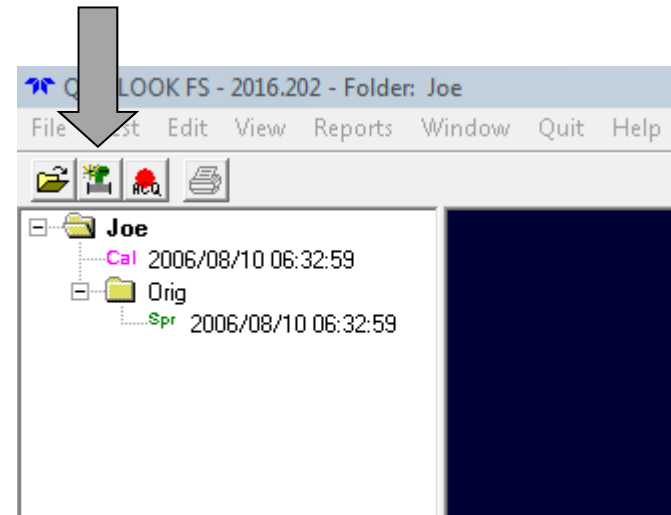 LOOK FS - 2016.202 - Folder: Joe
File Edit View Reports Window Quit Help
ACQ
Joe
Cal 2006/08/10 06:32:59
Orig
Spr 2006/08/10 06:32:59